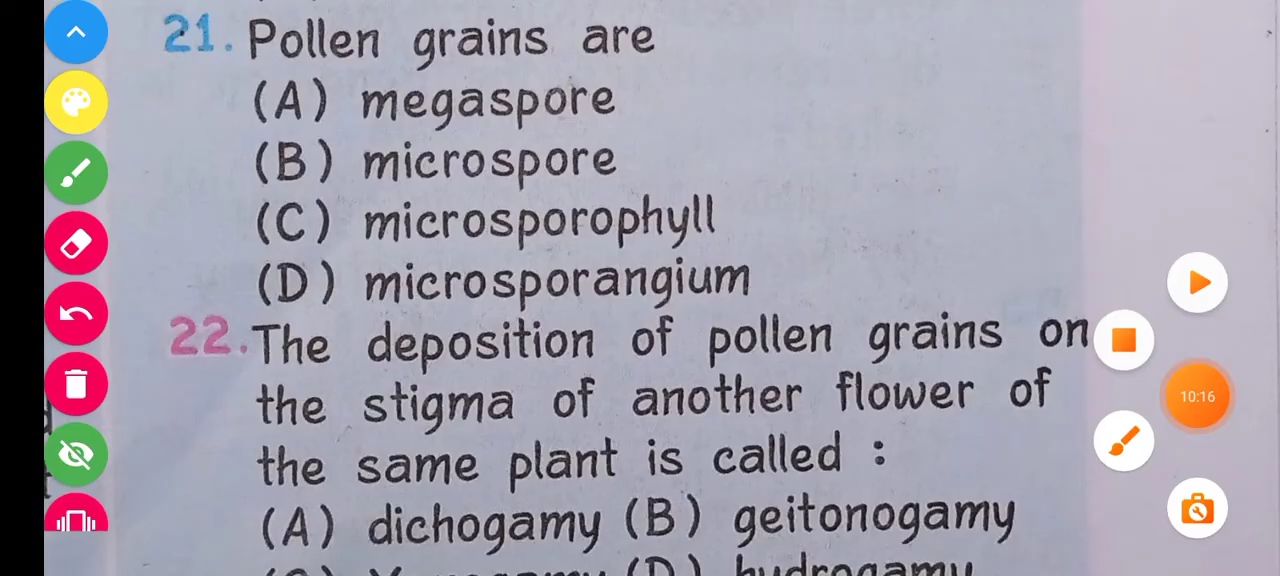 21. Pollen grains are
(A) megaspore
(B) microspore
(C) microsporophyll
(D) microsporangium
22. The deposition of pollen grains on
the stigma of another flower of
the same plant is called :
(A) dichogamy (B) geitonogamy
(D) hydrogamy
10:16